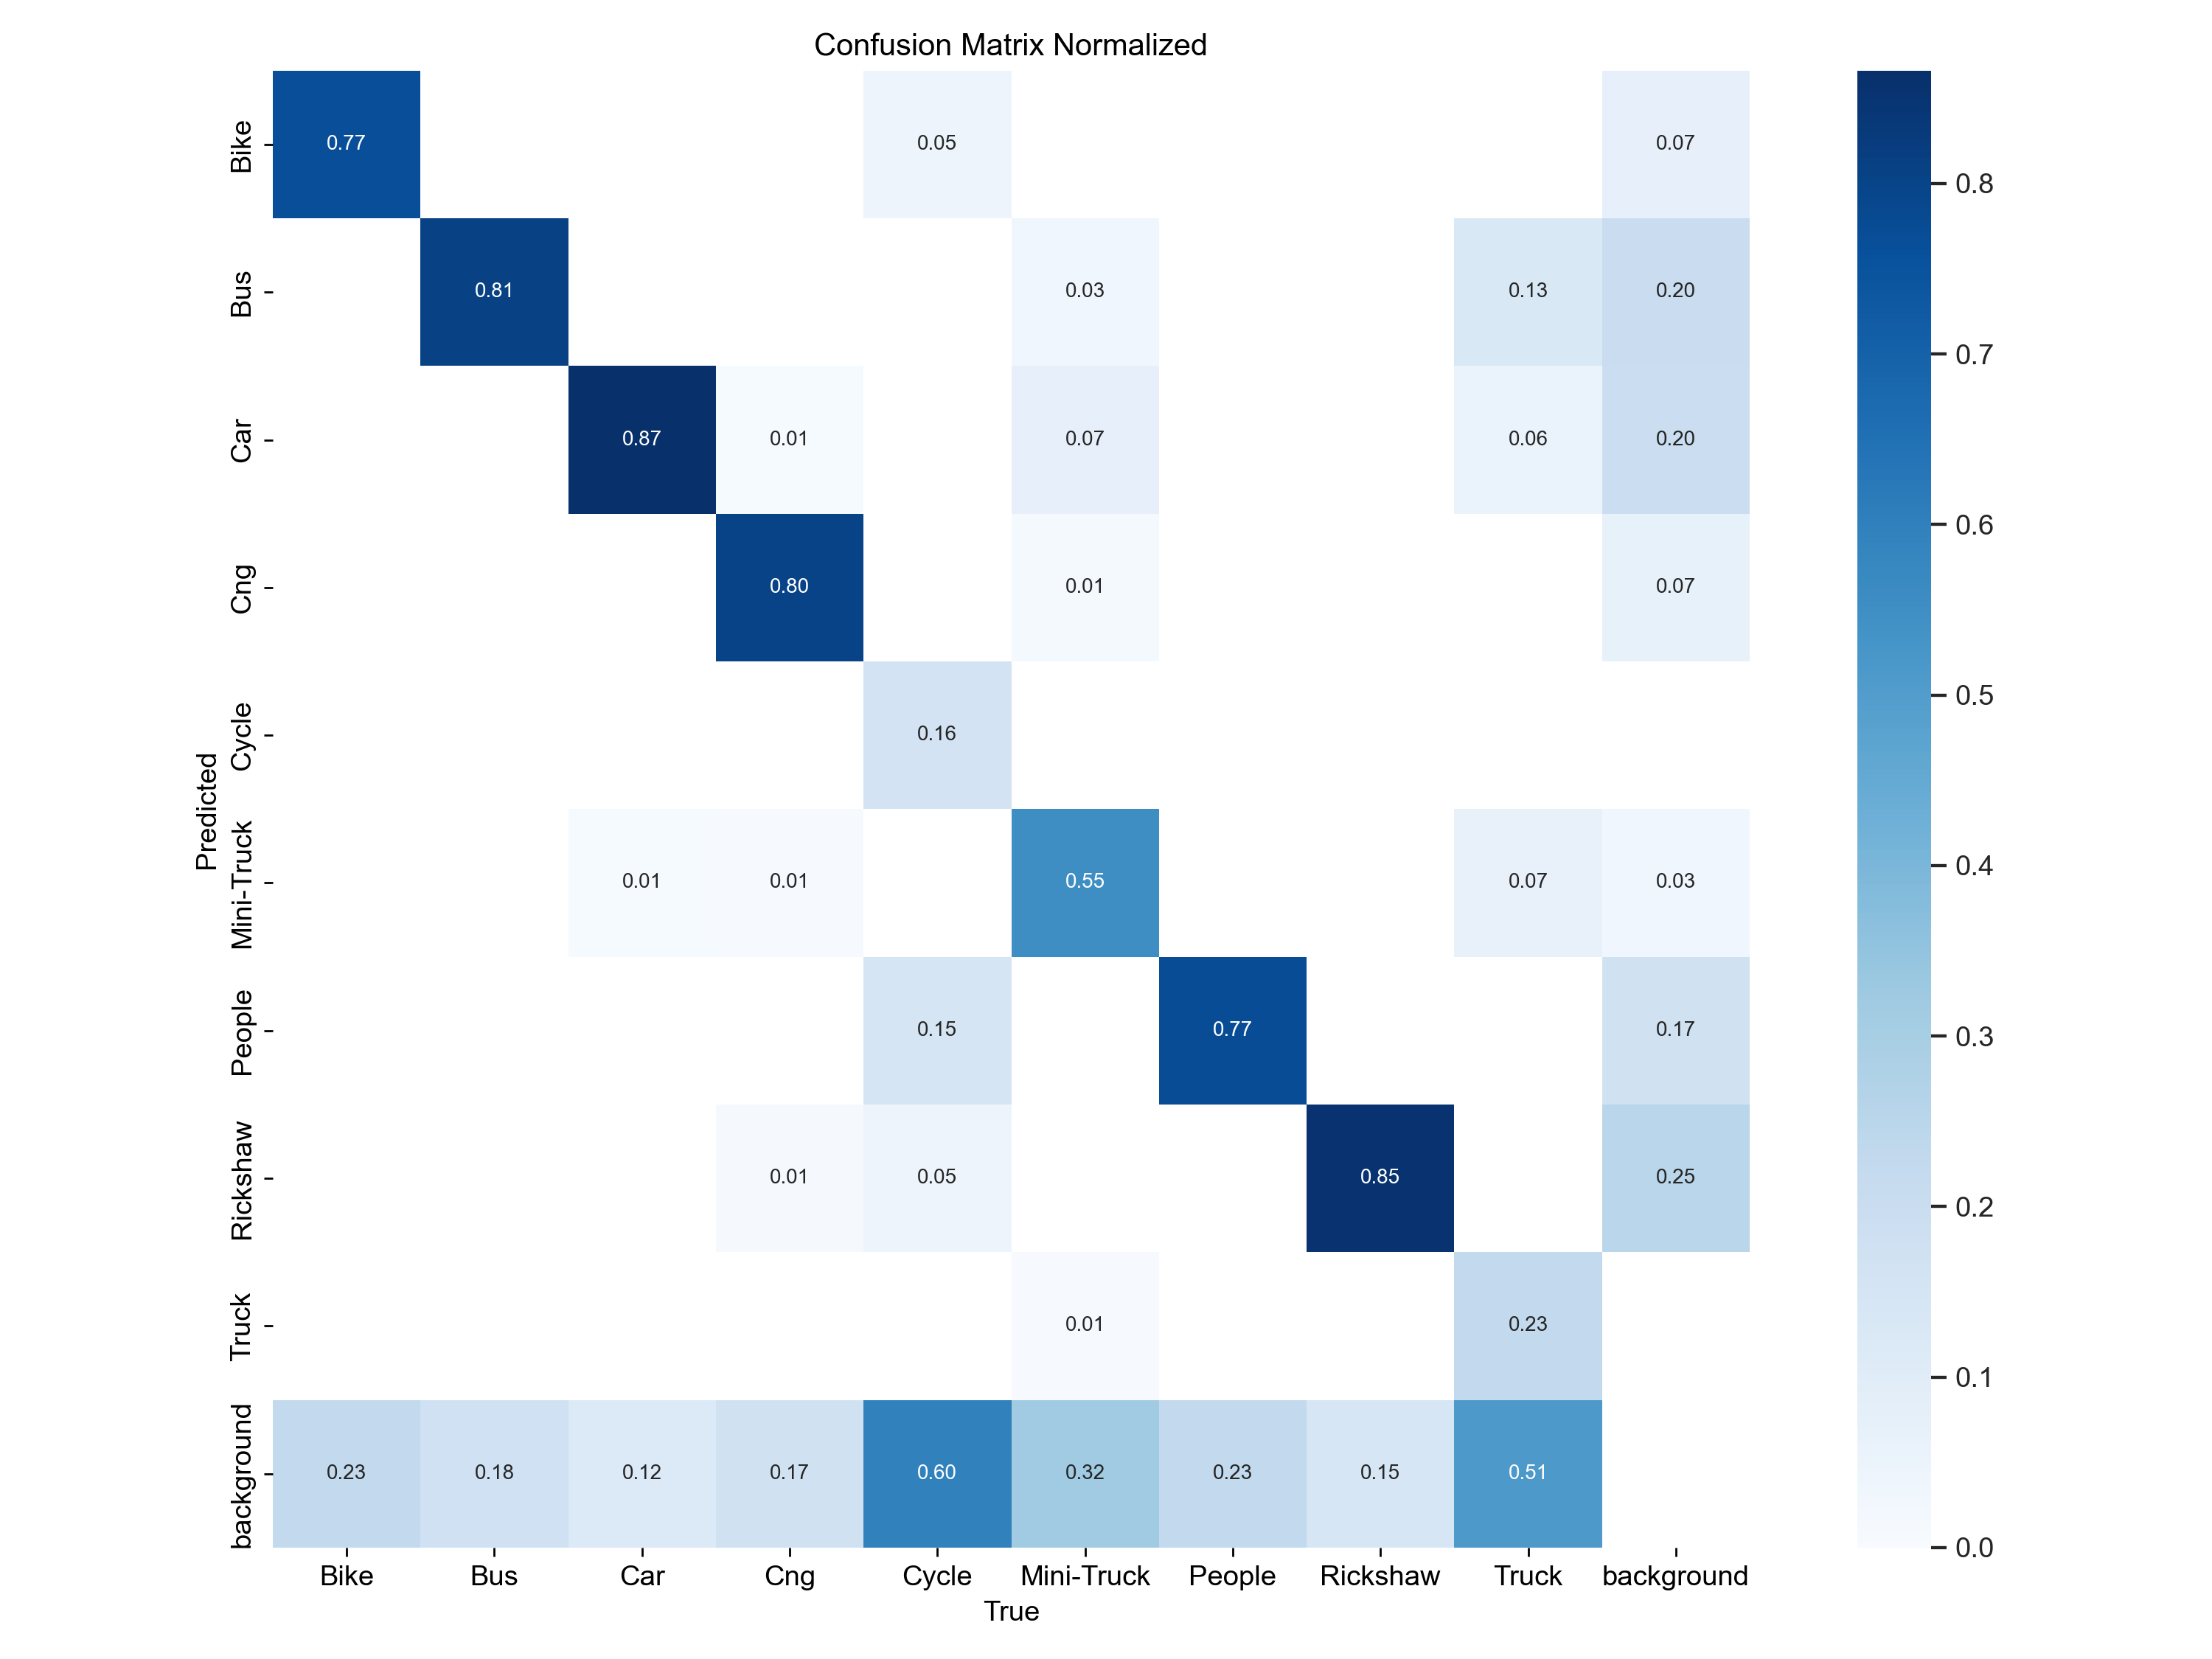 Confusion Matrix Normalized
Bike 0.77 0.05 0.07
Bus 0.81 0.03 0.13 0.20
Car 0.87 0.01 0.07 0.06 0.20
Cng 0.80 0.01 0.07
Cycle 0.16
Mini-Truck 0.01 0.01 0.55 0.07 0.03
People 0.15 0.77 0.17
Rickshaw 0.01 0.05 0.85 0.25
Truck 0.01 0.23
background 0.23 0.18 0.12 0.17 0.60 0.32 0.23 0.15 0.51
Predicted
Bike Bus Car Cng Cycle Mini-Truck People Rickshaw Truck background
True
0.8
0.7
0.6
0.5
0.4
0.3
0.2
0.1
0.0